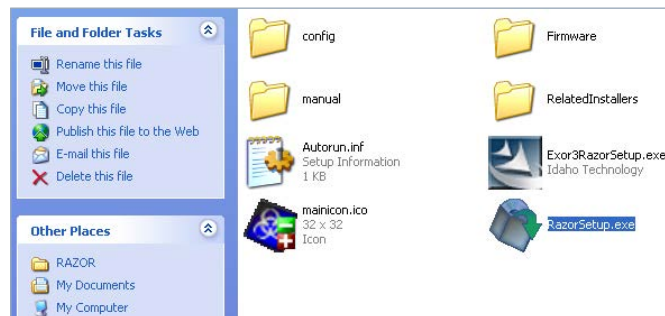 File and Folder Tasks
Rename this file
Move this file
Copy this file
Publish this file to the Web
E-mail this file
Delete this file
Other Places
RAZOR
My Documents
My Computer
config
Firmware
manual
RelatedInstallers
Autorun.inf
Setup Information
1 KB
Exor3RazorSetup.exe
Idaho Technology
mainicon.ico
32 x 32
Icon
RazorSetup.exe